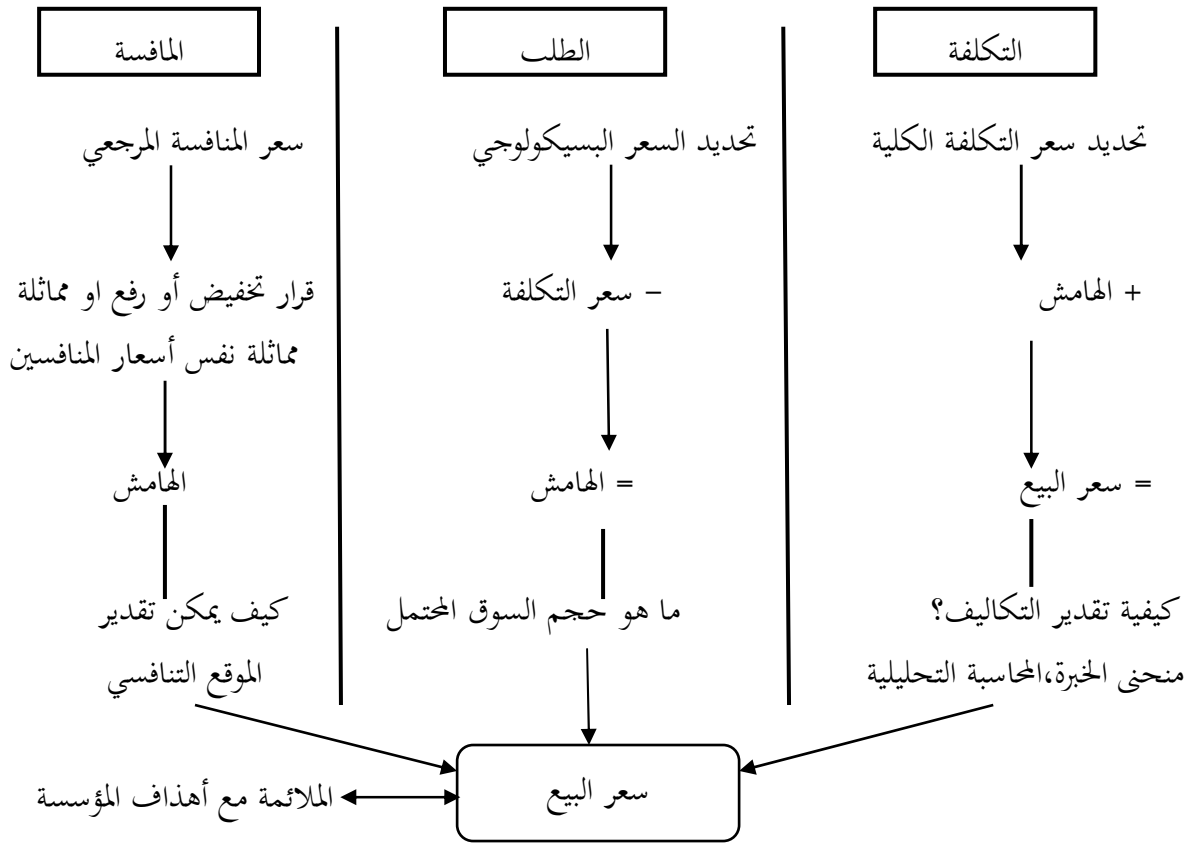 التكلفة
تحديد سعر التكلفة الكلية
+ الهامش
= سعر البيع
كيفية تقدير التكاليف؟
منحنى الخبرة،المحاسبة التحليلية
الطلب
تحديد السعر البسيكولوجي
– سعر التكلفة
= الهامش
ما هو حجم السوق المحتمل
المافسة
سعر المنافسة المرجعي
قرار تخفيض أو رفع او مماثلة
مماثلة نفس أسعار المنافسين
الهامش
كيف يمكن تقدير
الموقع التنافسي
سعر البيع
الملائمة مع أهذاف المؤسسة